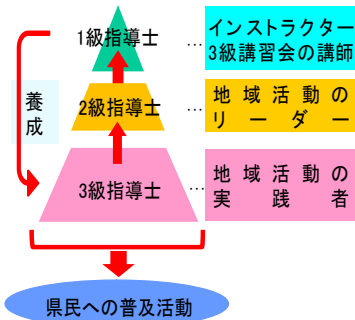 1級指導士
…
インストラクター
3級講習会の講師
養成
2級指導士
…
地域活動の
リーダー
3級指導士
…
地域活動の
実践者
県民への普及活動